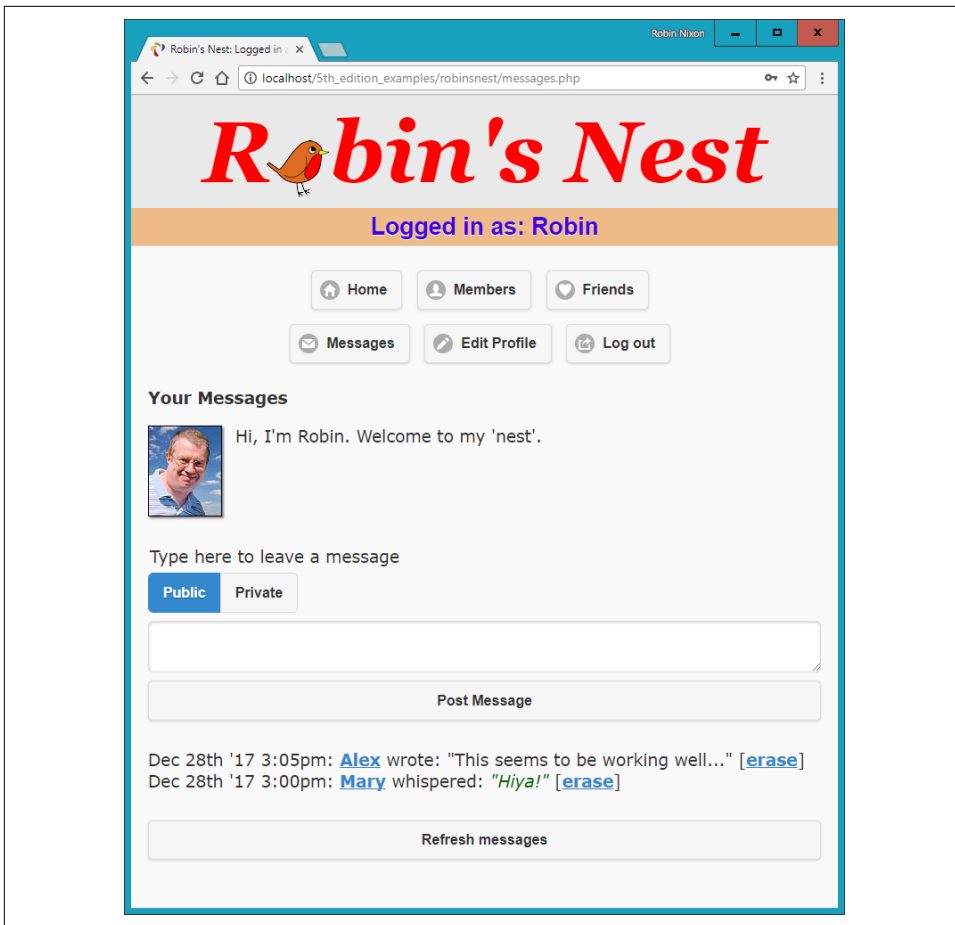 Robin Nixon
Robin's Nest: Logged in
localhost/5th_edition_examples/robinsnest/messages.php
Robin's Nest
Logged in as: Robin
Home Members Friends
Messages Edit Profile Log out
Your Messages
Hi, I'm Robin. Welcome to my 'nest'.
Type here to leave a message
Public Private
Post Message
Dec 28th '17 3:05pm: Alex wrote: "This seems to be working well..." [erase]
Dec 28th '17 3:00pm: Mary whispered: "Hiya!" [erase]
Refresh messages